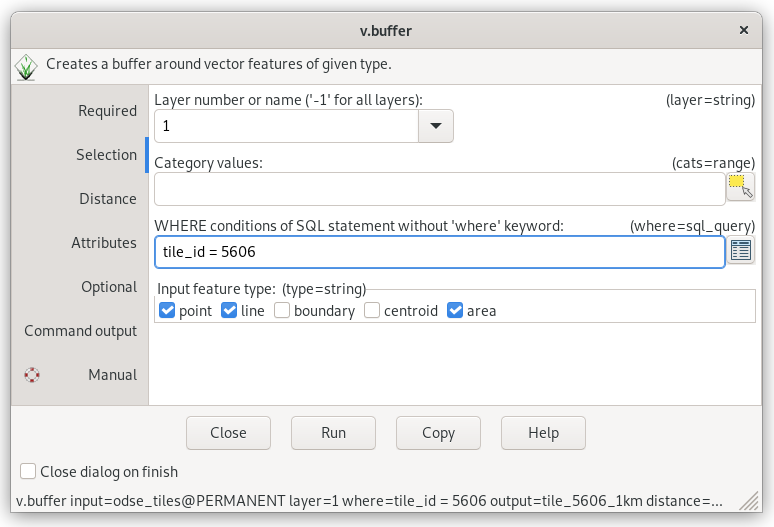 v.buffer
Creates a buffer around vector features of given type.
Required
Selection
Distance
Attributes
Optional
Command output
Manual
Layer number or name ('-1' for all layers): (layer=string)
1
Category values: (cats=range)
WHERE conditions of SQL statement without 'where' keyword: (where=sql_query)
tile_id = 5606
Input feature type: (type=string)
point line boundary centroid area
Close Run Copy Help
Close dialog on finish
v.buffer input=odse_tiles@PERMANENT layer=1 where=tile_id = 5606 output=tile_5606_1km distance=...